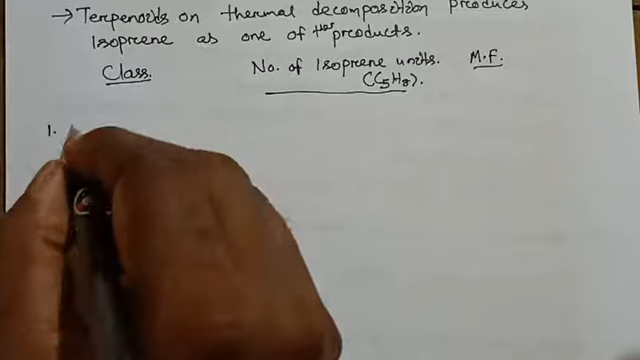 → Terpenoids on thermal decomposition produces
Isoprene as one of the products.
Class. No. of Isoprene units. M.F.
(C5H8).
1.